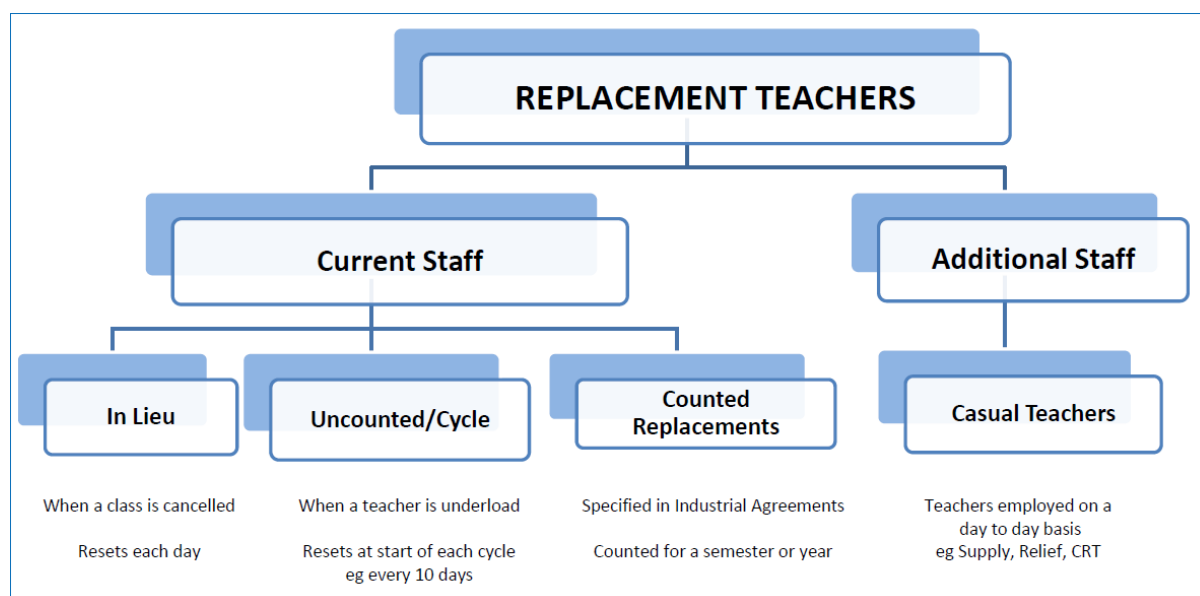 REPLACEMENT TEACHERS
Current Staff
Additional Staff
In Lieu
Uncounted/Cycle
Counted
Replacements
Casual Teachers
When a class is cancelled
Resets each day
When a teacher is underload
Resets at start of each cycle
eg every 10 days
Specified in Industrial Agreements
Counted for a semester or year
Teachers employed on a
day to day basis
eg Supply, Relief, CRT